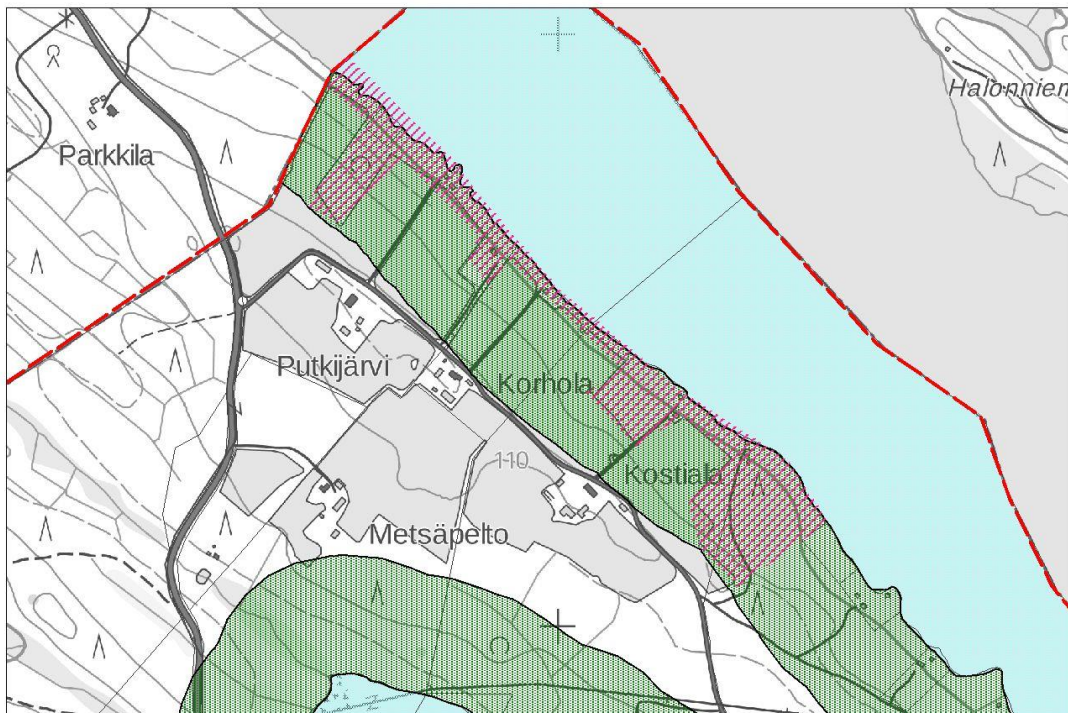 Halonniem
Parkkila
Putkijärvi
Korhola
110
Kostiala
Metsäpelto